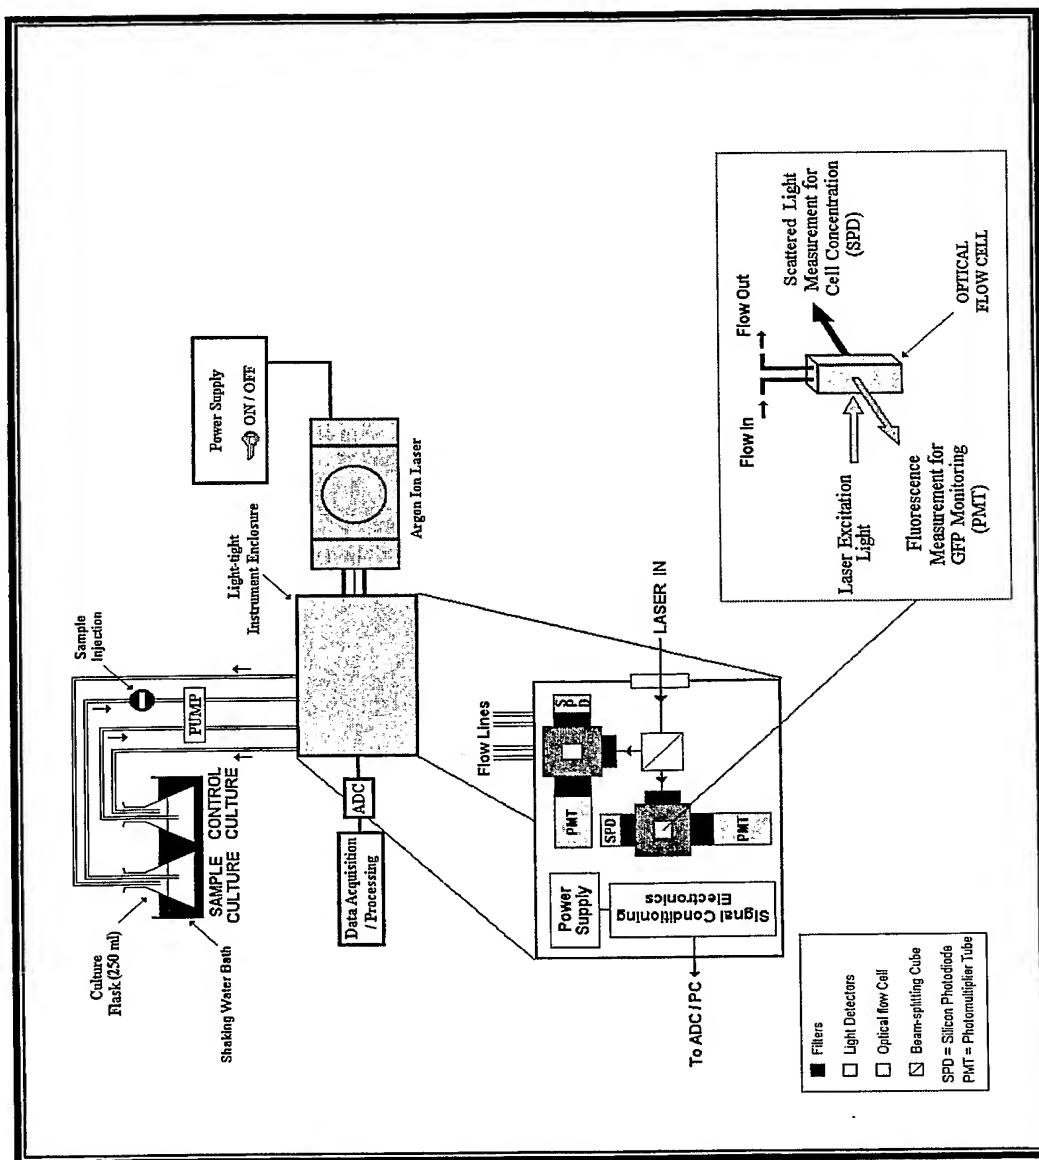 Culture
Flask (250 ml)
Shaking Water Bath
SAMPLE CONTROL
CULTURE CULTURE
Sample
Injection
PUMP
Light-tight
Instrument Enclosure
Power Supply
ON / OFF
Argon Ion Laser
ADC
Data Acquisition
/ Processing
Flow Lines
LASER IN
SPD
PMT
SPD
PMT
Power
Supply
Signal Conditioning
Electronics
To ADC / PC
Flow In
Flow Out
Laser Excitation
Light
Scattered Light
Measurement for
Cell Concentration
(SPD)
Fluorescence
Measurement for
GFP Monitoring
(PMT)
OPTICAL
FLOW CELL
Filters
Light Detectors
Optical flow Cell
Beam-splitting Cube
SPD = Silicon Photodiode
PMT = Photomultiplier Tube